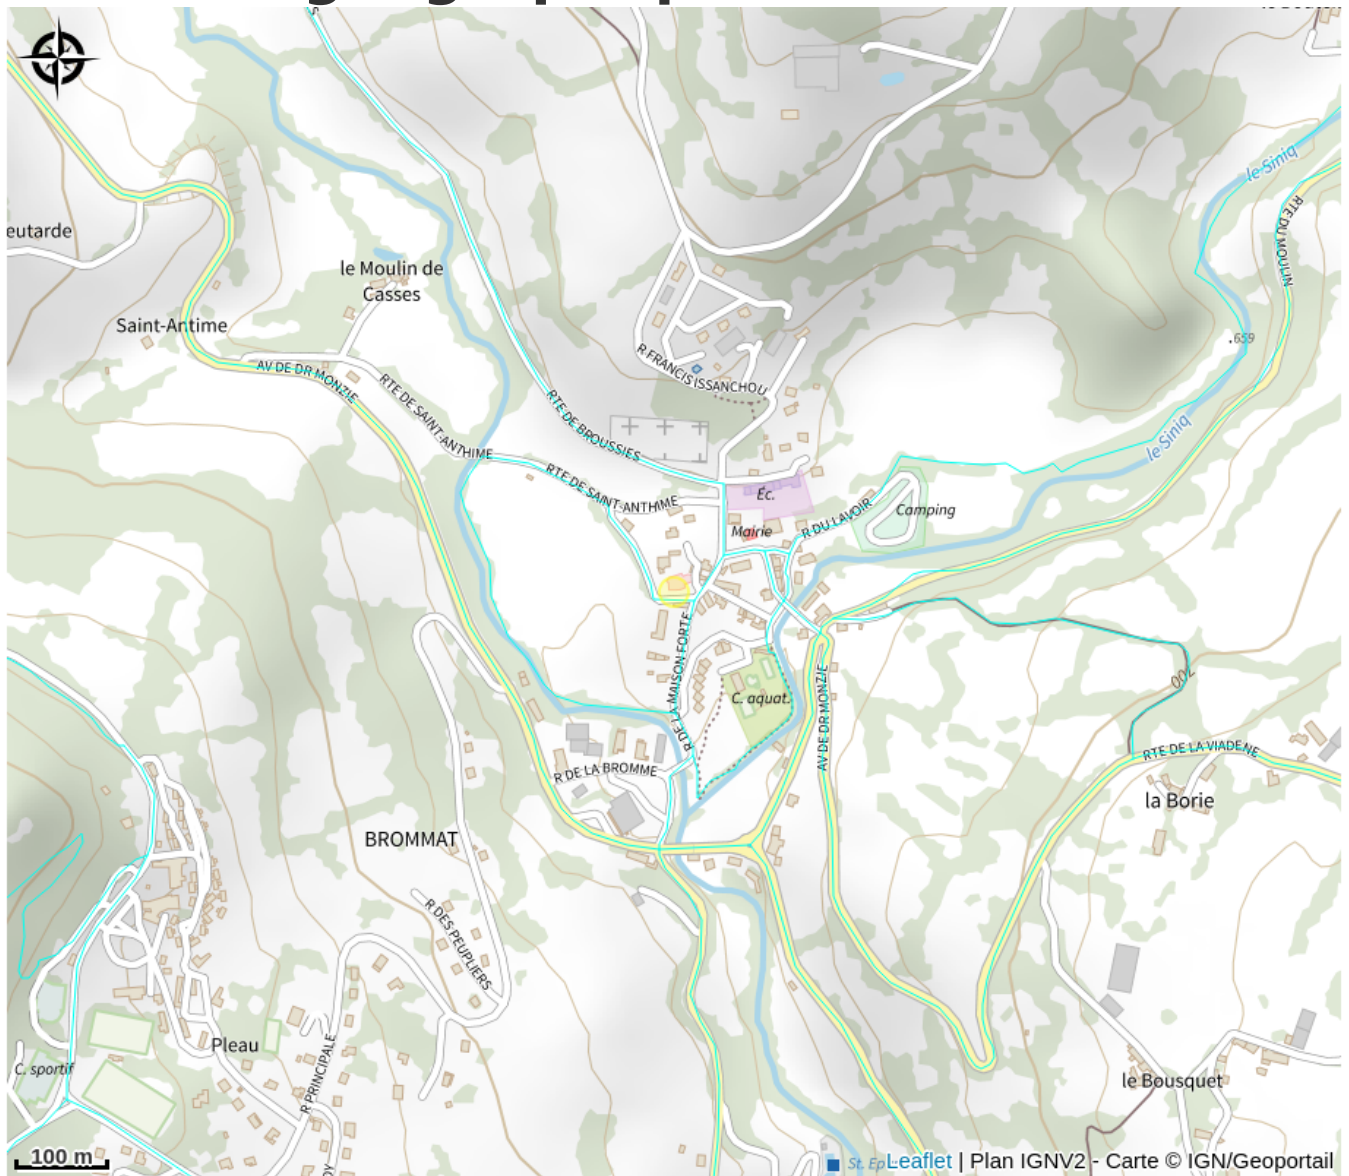 le Siniq
RTE DU MOULIN
eutarde
le Moulin de
Casses
Saint-Antime
.659
AV DE DR MONZIE
RTE DE SAINT-ANTHIME
R FRANCIS ISSANCHOU
RTE DE BROUSSIES
le Siniq
RTE DE SAINT-ANTHIME
Éc.
Camping
R DU LAVOIR
Mairie
R DE LA MAISON FORTE
C. aquat.
AV DE DR MONZIE
700
RTE DE LA VIADENE
R DE LA BROMME
la Borie
BROMMAT
R DES PEUPLIERS
Pleau
C. sportif
R PRINCIPALE
le Bousquet
100 m
St. Ep
Leaflet | Plan IGNV2 - Carte © IGN/Geoportail